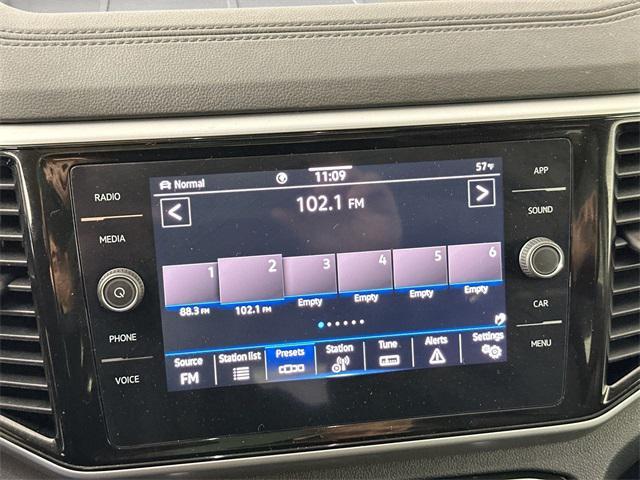 RADIO
MEDIA
PHONE
VOICE
Normal
11:09
57°F
102.1 FM
<
>
1 2 3 4 5 6
88.3 FM 102.1 FM Empty Empty Empty Empty
Source Station list Presets Station Tune Alerts Settings
FM
APP
SOUND
CAR
MENU